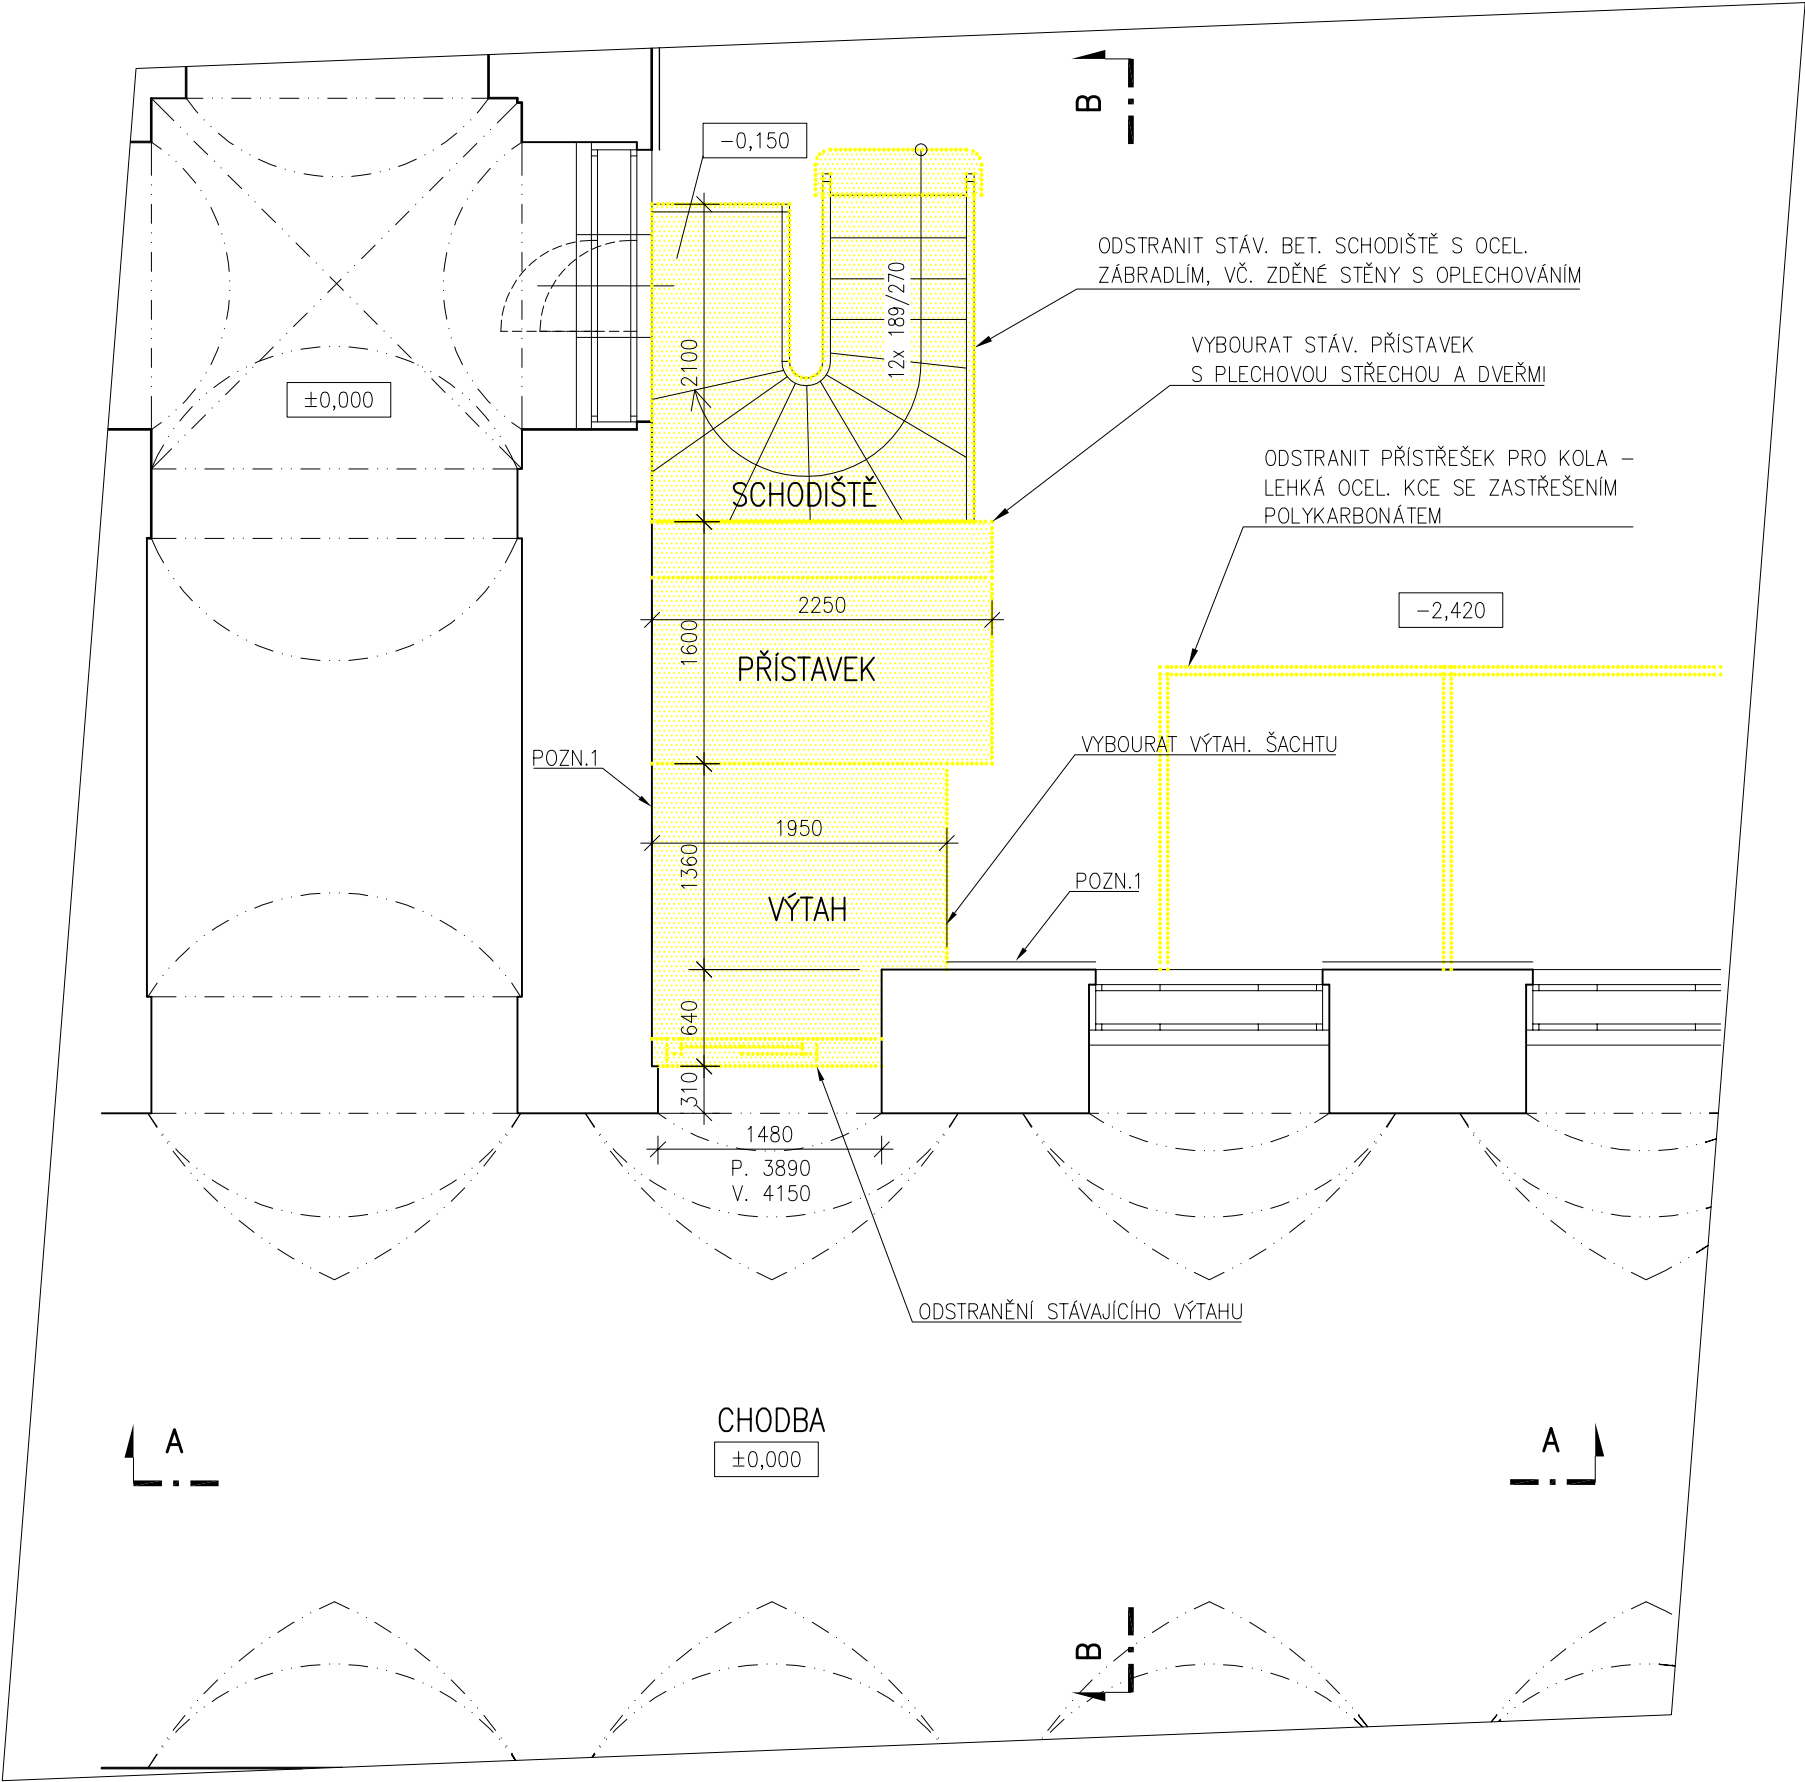 B
-0,150
ODSTRANIT STÁV. BET. SCHODIŠTĚ S OCEL.
ZÁBRADLÍM, VČ. ZDĚNÉ STĚNY S OPLECHOVÁNÍM
12x 189/270
VYBOURAT STÁV. PŘÍSTAVEK
S PLECHOVOU STŘECHOU A DVEŘMI
2100
±0,000
ODSTRANIT PŘÍSTŘEŠEK PRO KOLA –
LEHKÁ OCEL. KCE SE ZASTŘEŠENÍM
POLYKARBONÁTEM
SCHODIŠTĚ
2250
-2,420
1600
PŘÍSTAVEK
VYBOURAT VÝTAH. ŠACHTU
POZN.1
1950
1360
POZN.1
VÝTAH
640
310
1480
P. 3890
V. 4150
ODSTRANĚNÍ STÁVAJÍCÍHO VÝTAHU
CHODBA
±0,000
A
A
B